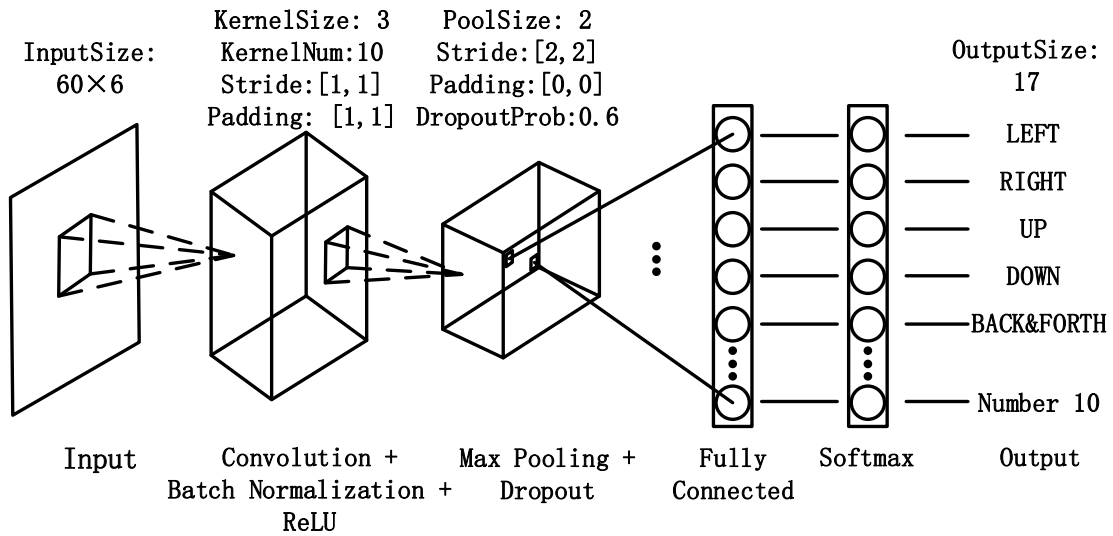 InputSize:
60×6
KernelSize: 3
KernelNum:10
Stride:[1,1]
Padding: [1,1]
PoolSize: 2
Stride:[2,2]
Padding:[0,0]
DropoutProb:0.6
OutputSize:
17
LEFT
RIGHT
UP
DOWN
BACK&FORTH
Number 10
Input
Convolution +
Batch Normalization +
ReLU
Max Pooling +
Dropout
Fully
Connected
Softmax
Output